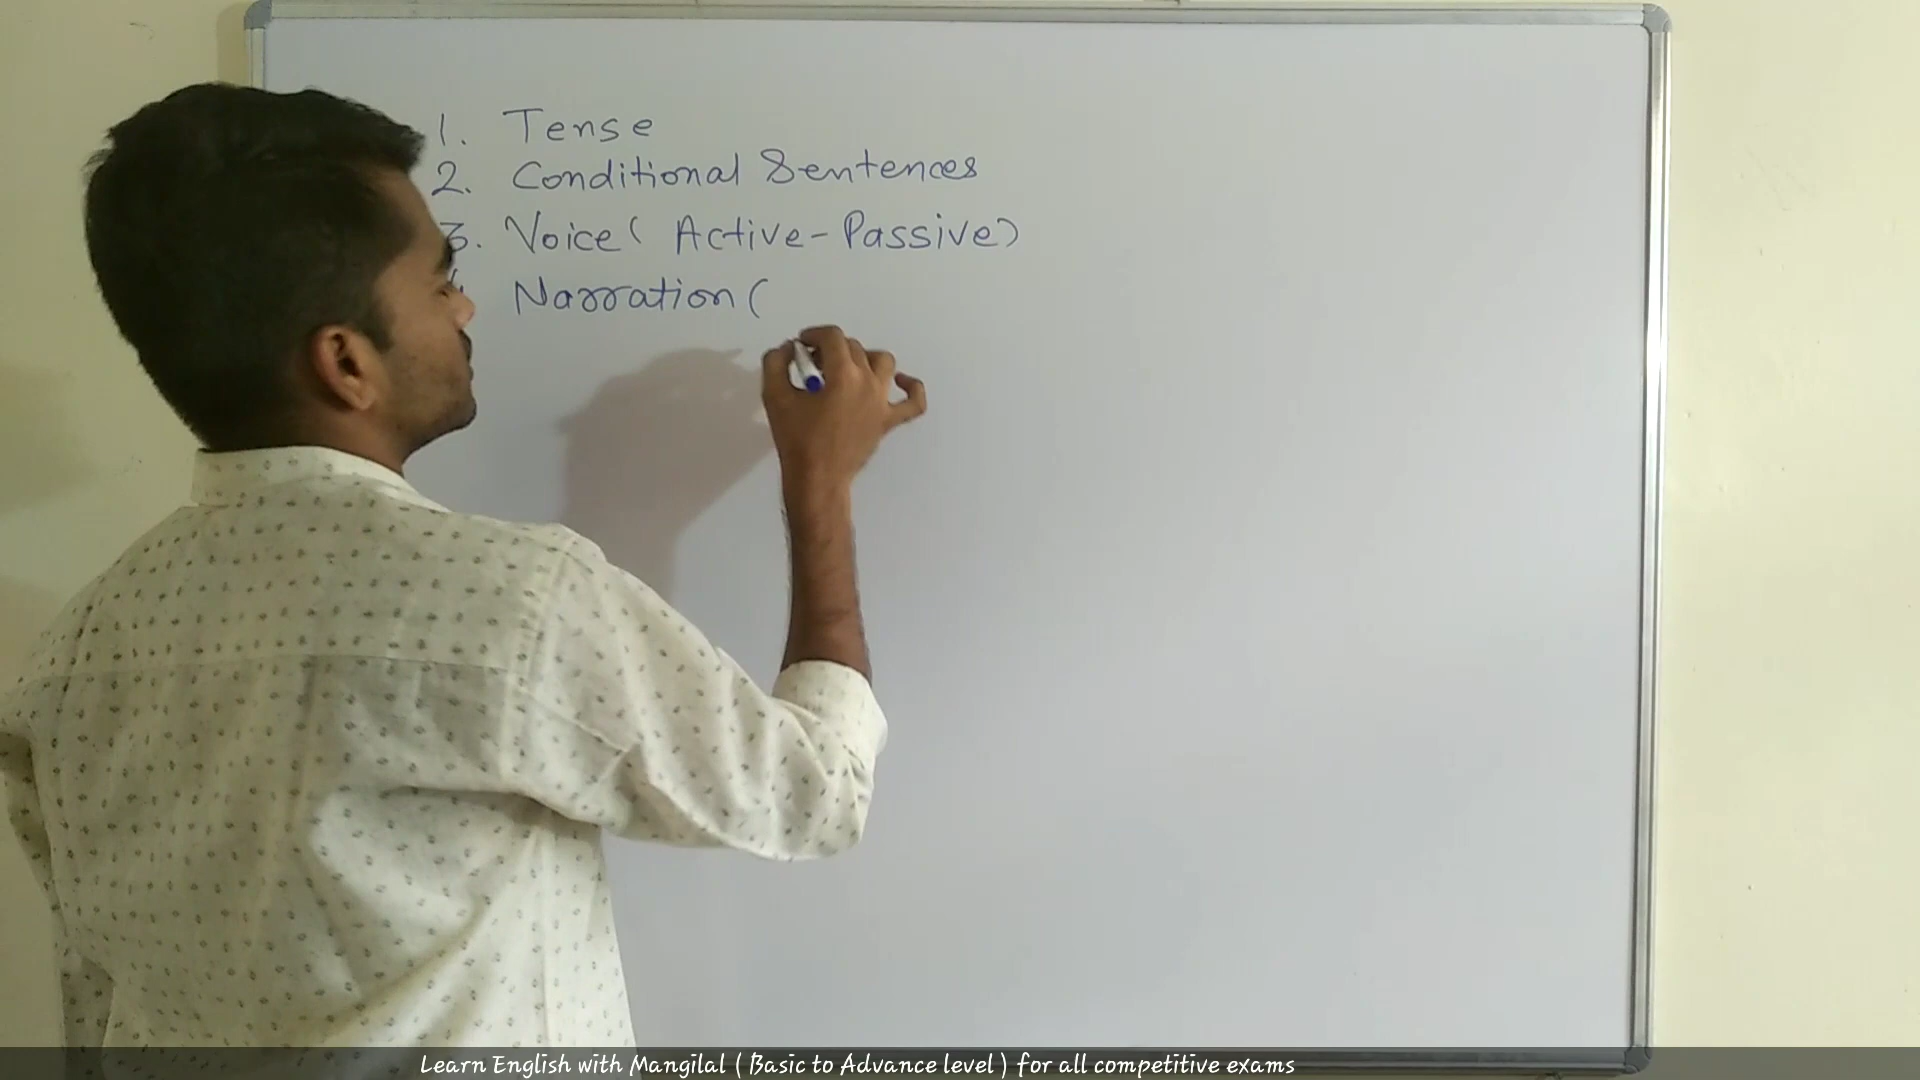 1. Tense
2. Conditional Sentences
3. Voice( Active-Passive)
Narration(
Learn English with Mangilal ( Basic to Advance level ) for all competitive exams